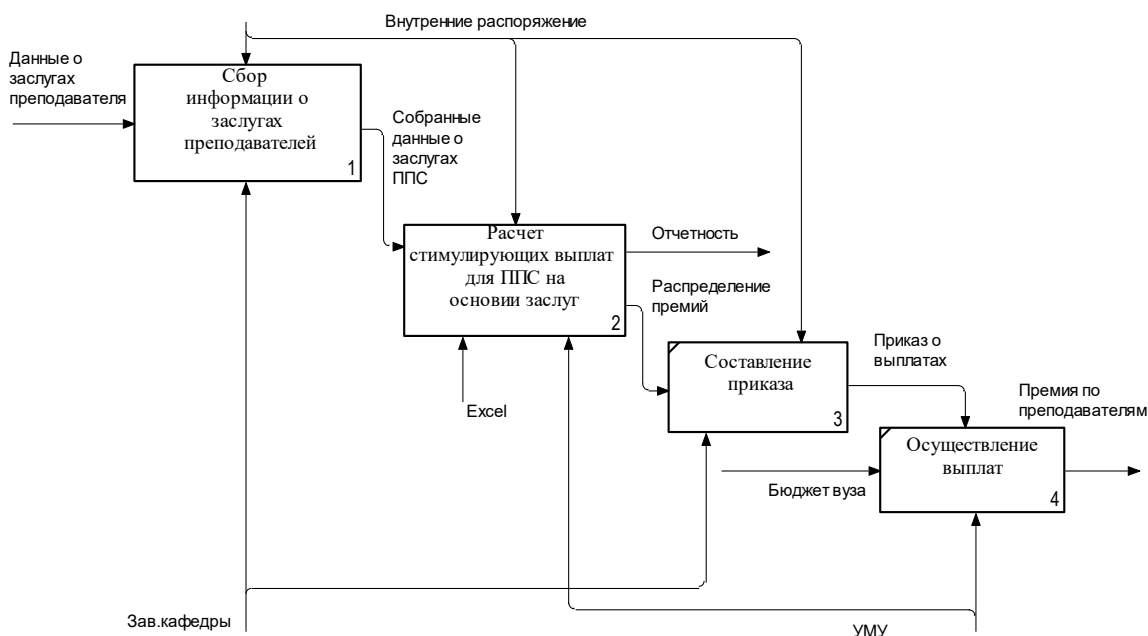 Внутренние распоряжение
Данные о
заслугах
преподавателя
Сбор
информации о
заслугах
преподавателей
1
Собранные
данные о
заслугах
ППС
Расчет
стимулирующих выплат
для ППС на
основии заслуг
2
Отчетность
Распределение
премий
Excel
Составление
приказа
3
Приказ о
выплатах
Премия по
преподавателям
Осуществление
выплат
4
Бюджет вуза
Зав.кафедры
УМУ